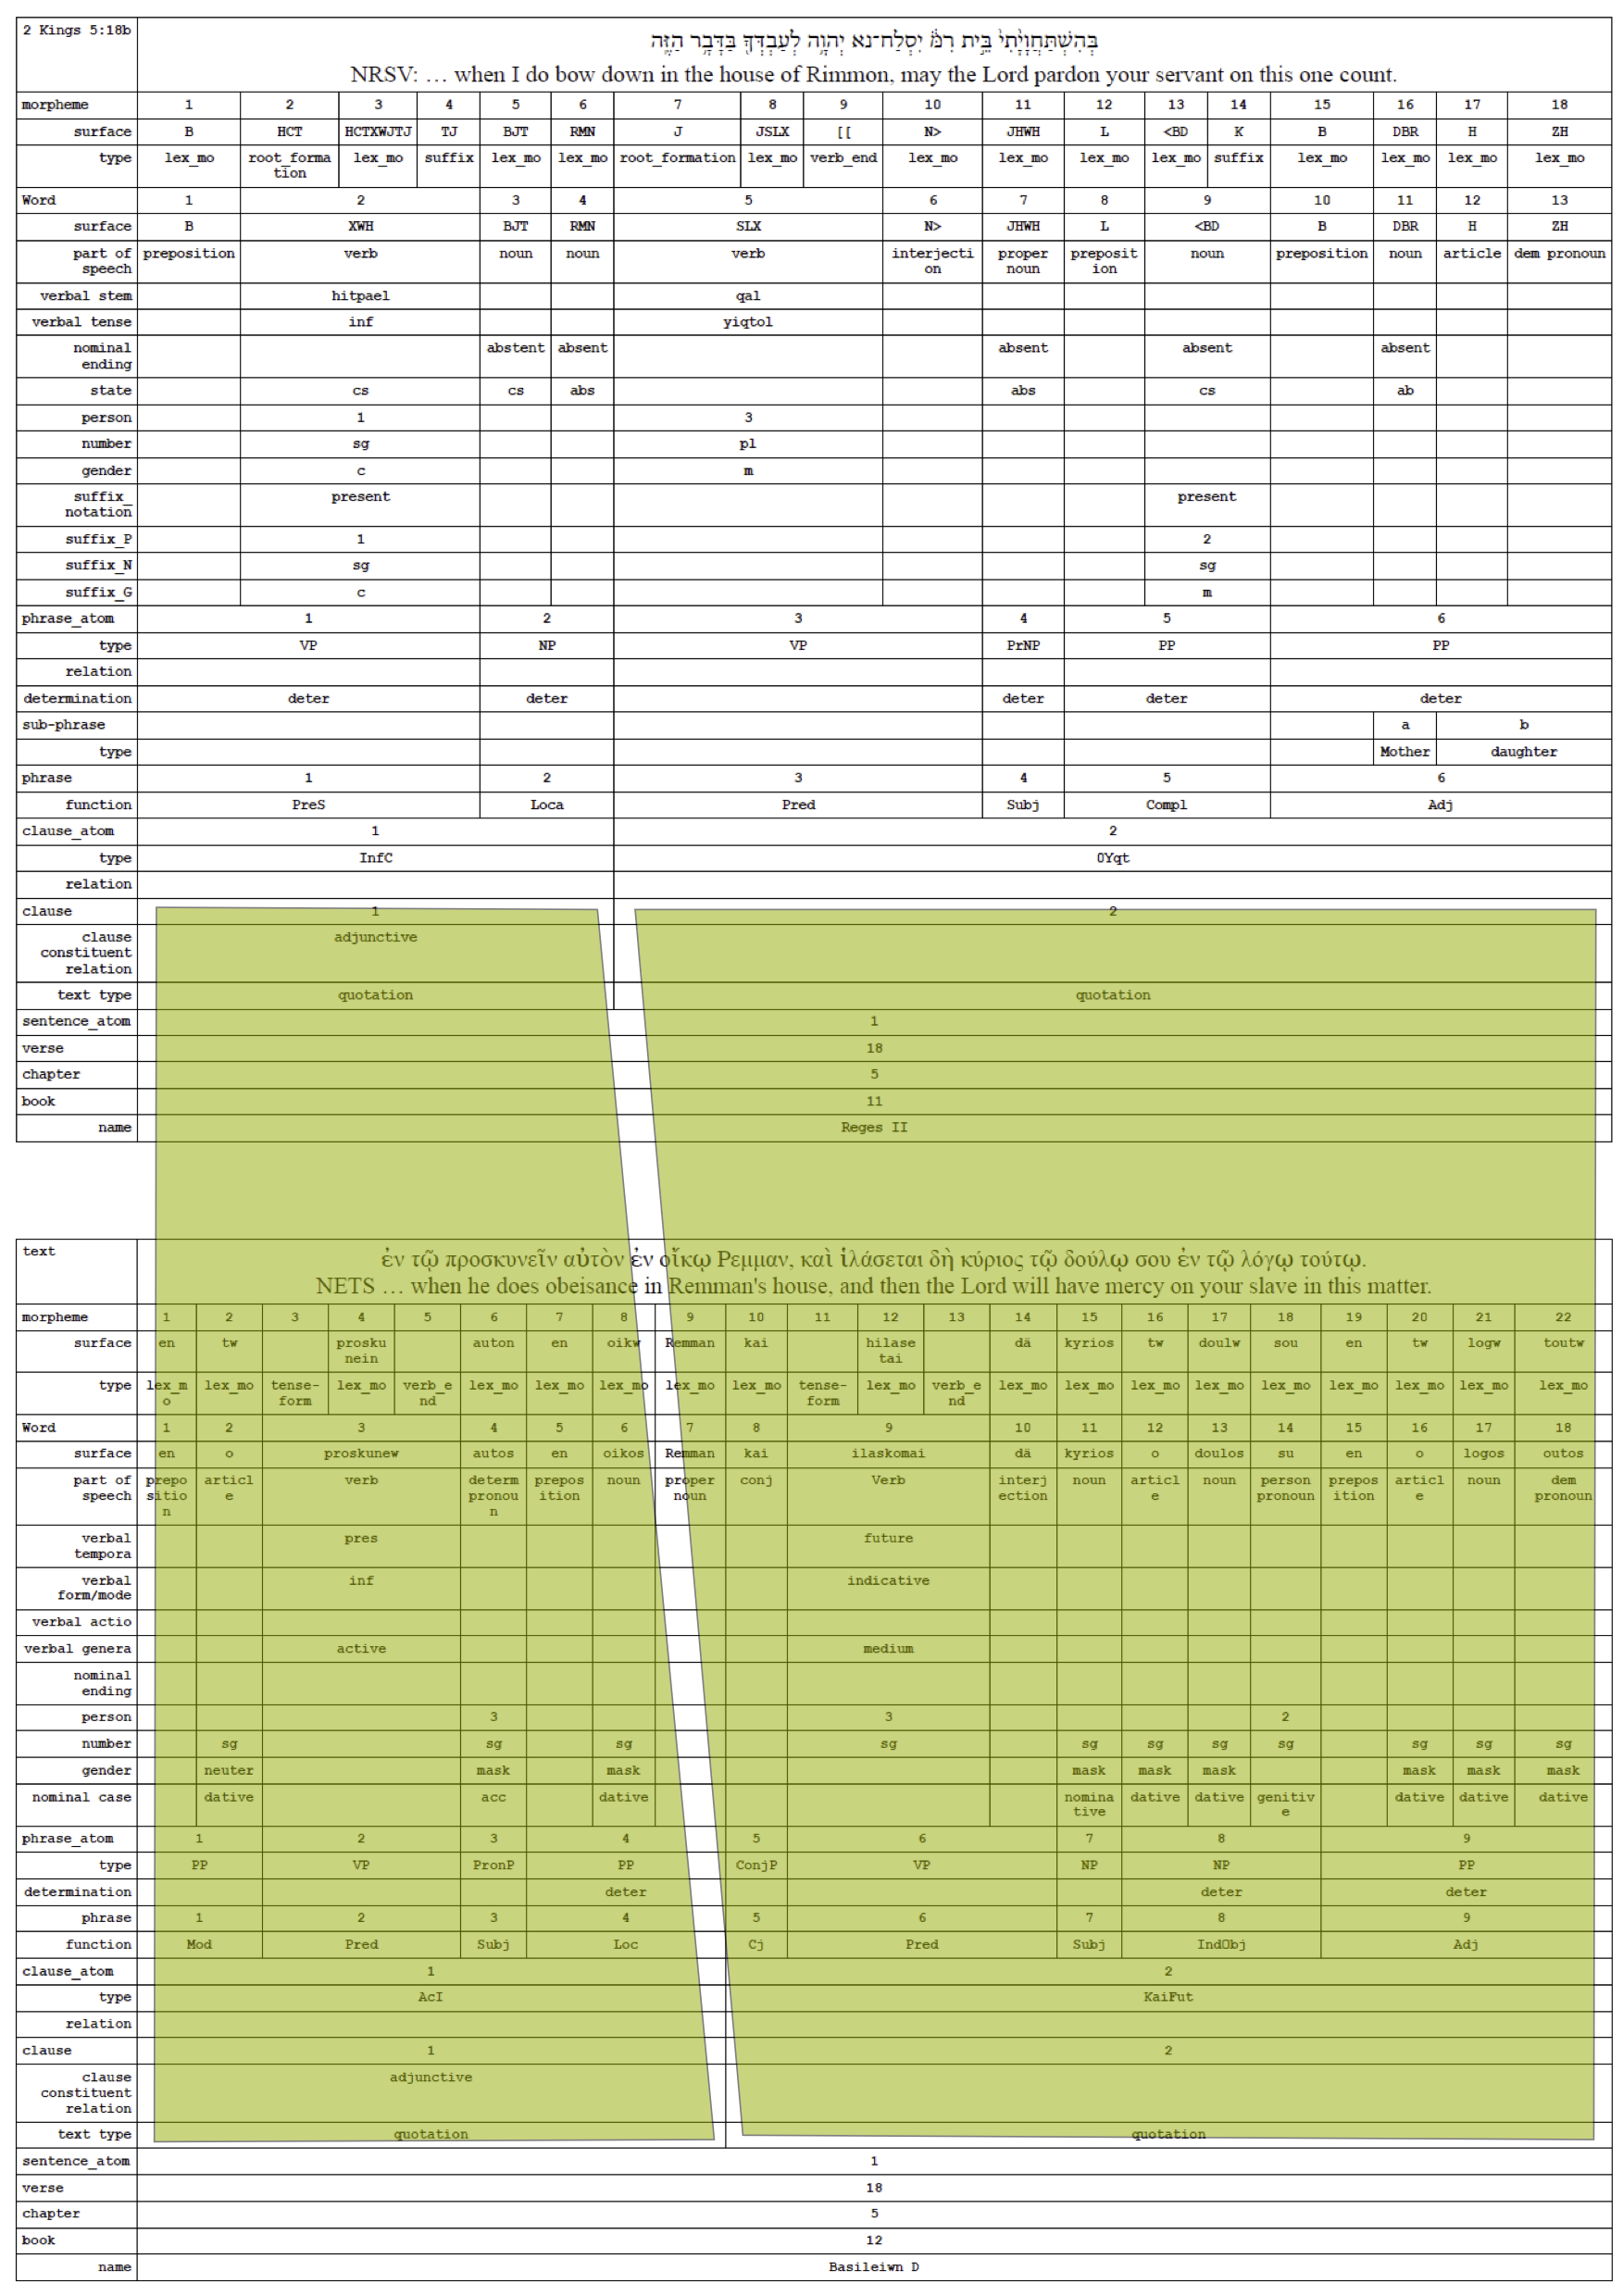 2 Kings 5:18b
בְּהִשְׁתַּחֲוָיָ֙תִי֙ בֵּ֣ית רִמֹּ֔ן יִסְלַח־נא יְהוָ֥ה לְעַבְדְּךָ֖ בַּדָּבָ֥ר הַזֶּֽה
NRSV: … when I do bow down in the house of Rimmon, may the Lord pardon your servant on this one count.
morpheme 1 2 3 4 5 6 7 8 9 10 11 12 13 14 15 16 17 18
surface B HCT HCTXWJTJ TJ BJT RMN J JSLX [[ N> JHWH L <BD K B DBR H ZH
type lex_mo root_formation lex_mo suffix lex_mo lex_mo root_formation lex_mo verb_end lex_mo lex_mo lex_mo lex_mo suffix lex_mo lex_mo lex_mo lex_mo
Word 1 2 3 4 5 6 7 8 9 10 11 12 13
surface B XWH BJT RMN SLX N> JHWH L <BD B DBR H ZH
part of speech preposition verb noun noun verb interjection proper noun preposition noun preposition noun article dem pronoun
verbal stem hitpael qal
verbal tense inf yiqtol
nominal ending abstent absent absent absent absent
state cs cs abs abs cs ab
person 1 3
number sg pl
gender c m
suffix_notation present present
suffix_P 1 2
suffix_N sg sg
suffix_G c m
phrase_atom 1 2 3 4 5 6
type VP NP VP PrNP PP PP
relation
determination deter deter deter deter deter
sub-phrase a b
type Mother daughter
phrase 1 2 3 4 5 6
function PreS Loca Pred Subj Compl Adj
clause_atom 1 2
type InfC 0Yqt
relation
clause 1 2
clause constituent relation adjunctive
text type quotation quotation
sentence_atom 1
verse 18
chapter 5
book 11
name Reges II
text
ἐν τῷ προσκυνεῖν αὐτὸν ἐν οἴκῳ Ρεμμαν, καὶ ἱλάσεται δὴ κύριος τῷ δούλῳ σου ἐν τῷ λόγῳ τούτῳ.
NETS … when he does obeisance in Remman's house, and then the Lord will have mercy on your slave in this matter.
morpheme 1 2 3 4 5 6 7 8 9 10 11 12 13 14 15 16 17 18 19 20 21 22
surface en tw proskunein auton en oikw Remman kai hilasetai dä kyrios tw doulw sou en tw logw toutw
type lex_mo lex_mo tense-form lex_mo verb_end lex_mo lex_mo lex_mo lex_mo lex_mo tense-form lex_mo verb_end lex_mo lex_mo lex_mo lex_mo lex_mo lex_mo lex_mo lex_mo lex_mo
Word 1 2 3 4 5 6 7 8 9 10 11 12 13 14 15 16 17 18
surface en o proskunew autos en oikos Remman kai ilaskomai dä kyrios o doulos su en o logos outos
part of speech preposition article verb determ pronoun preposition noun proper noun conj Verb interjection noun article noun person pronoun preposition article noun dem pronoun
verbal tempora pres future
verbal form/mode inf indicative
verbal actio
verbal genera active medium
nominal ending
person 3 3 2
number sg sg sg sg sg sg sg sg sg sg sg
gender neuter mask mask mask mask mask mask mask mask
nominal case dative acc dative nominative dative dative genitive dative dative dative
phrase_atom 1 2 3 4 5 6 7 8 9
type PP VP PronP PP ConjP VP NP NP PP
determination deter deter deter
phrase 1 2 3 4 5 6 7 8 9
function Mod Pred Subj Loc Cj Pred Subj IndObj Adj
clause_atom 1 2
type AcI KaiFut
relation
clause 1 2
clause constituent relation adjunctive
text type quotation quotation
sentence_atom 1
verse 18
chapter 5
book 12
name Basileiwn D